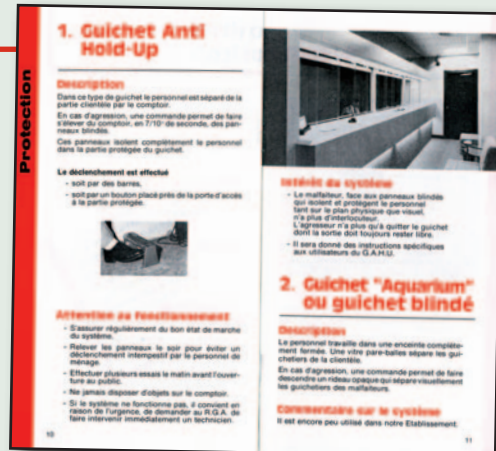 Protection
1. Guichet Anti
Hold-Up
Description
Dans ce type de guichet le personnel est séparé de la
partie clientèle par le comptoir.
En cas d'agression, une commande permet de faire
s'élever du comptoir, en 7/10e de seconde, des pan-
neaux blindés.
Ces panneaux isolent complètement le personnel
dans la partie protégée du guichet.
Le déclenchement est effectué
- soit par des barres,
- soit par un bouton placé près de la porte d'accès
à la partie protégée.
Attention au fonctionnement
- S'assurer régulièrement du bon état de marche
du système.
- Relever les panneaux le soir pour éviter un
déclenchement intempestif par le personnel de
ménage.
- Effectuer plusieurs essais le matin avant l'ouver-
ture au public.
- Ne jamais disposer d'objets sur le comptoir.
- Si le système ne fonctionne pas, il convient en
raison de l'urgence, de demander au R.G.A. de
faire intervenir immédiatement un technicien.
10
Intérêt du système
- Le malfaiteur, face aux panneaux blindés
qui isolent et protègent le personnel
tant sur le plan physique que visuel,
n'a plus d'interlocuteur.
L'agresseur n'a plus qu'à quitter le guichet
dont la sortie doit toujours rester libre.
- Il sera donné des instructions spécifiques
aux utilisateurs du G.A.H.U.
2. Guichet "Aquarium"
ou guichet blindé
Description
Le personnel travaille dans une enceinte complète-
ment fermée. Une vitre pare-balles sépare les gui-
chetiers de la clientèle.
En cas d'agression, une commande permet de faire
descendre un rideau opaque qui sépare visuellement
les guichetiers des malfaiteurs.
Commentaire sur le système
Il est encore peu utilisé dans notre Etablissement.
11